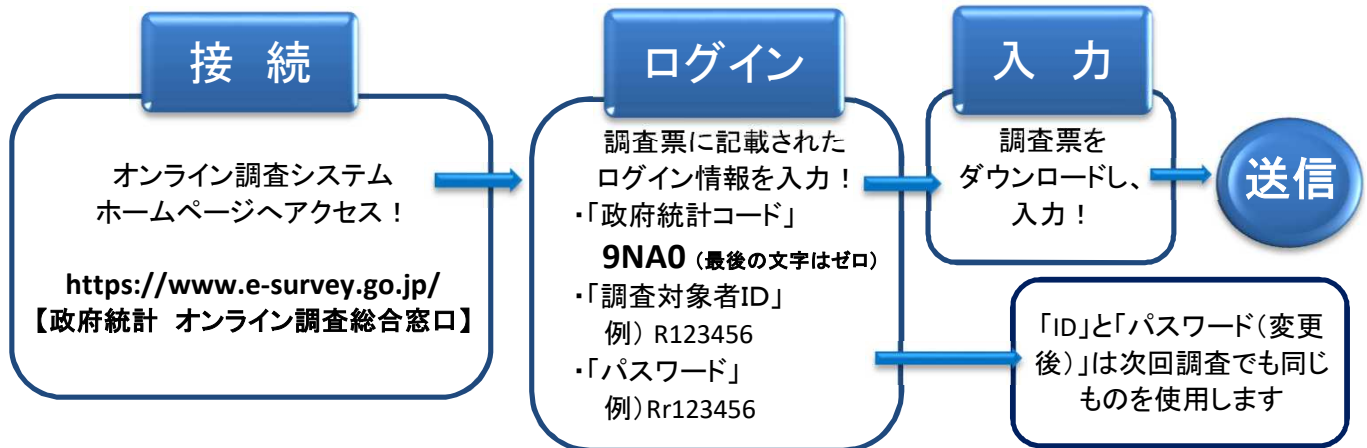 接 続
オンライン調査システム
ホームページへアクセス！
https://www.e-survey.go.jp/
【政府統計 オンライン調査総合窓口】
ログイン
調査票に記載された
ログイン情報を入力！
・「政府統計コード」
9NA0（最後の文字はゼロ）
・「調査対象者ID」
例）R123456
・「パスワード」
例）Rr123456
入 力
調査票を
ダウンロードし、
入力！
送信
「ID」と「パスワード（変更
後）」は次回調査でも同じ
ものを使用します